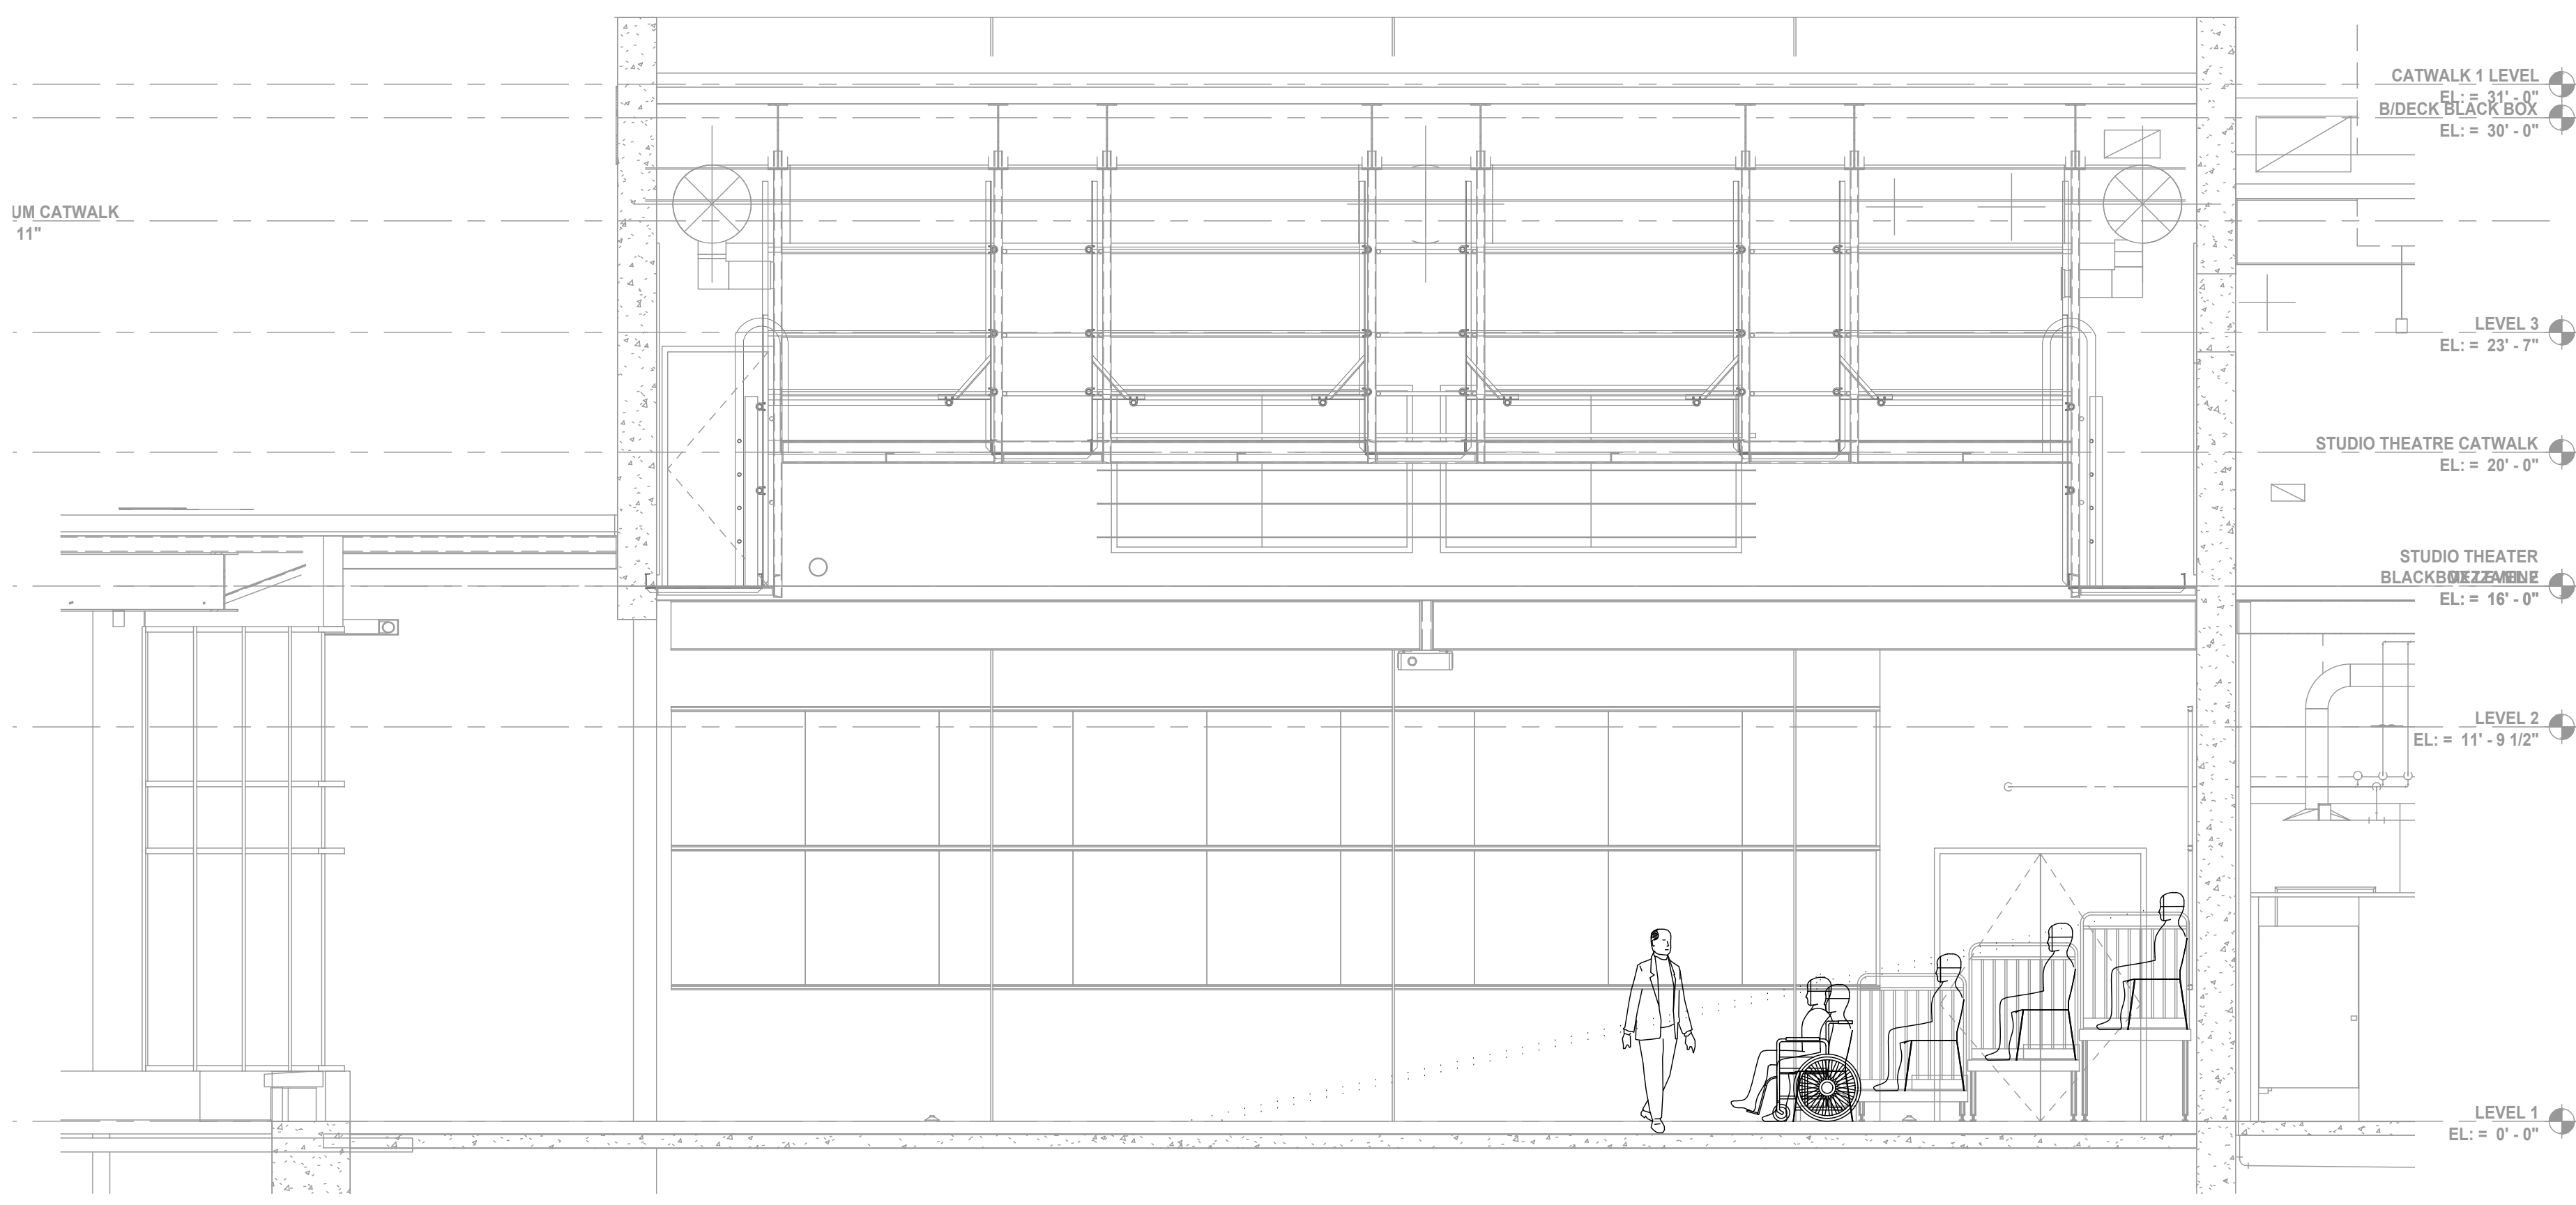 CATWALK 1 LEVEL
EL: = 31' - 0"
B/DECK BLACK BOX
EL: = 30' - 0"
UM CATWALK
11"
LEVEL 3
EL: = 23' - 7"
STUDIO THEATRE CATWALK
EL: = 20' - 0"
STUDIO THEATER
EL: = 16' - 0"
LEVEL 2
EL: = 11' - 9 1/2"
LEVEL 1
EL: = 0' - 0"